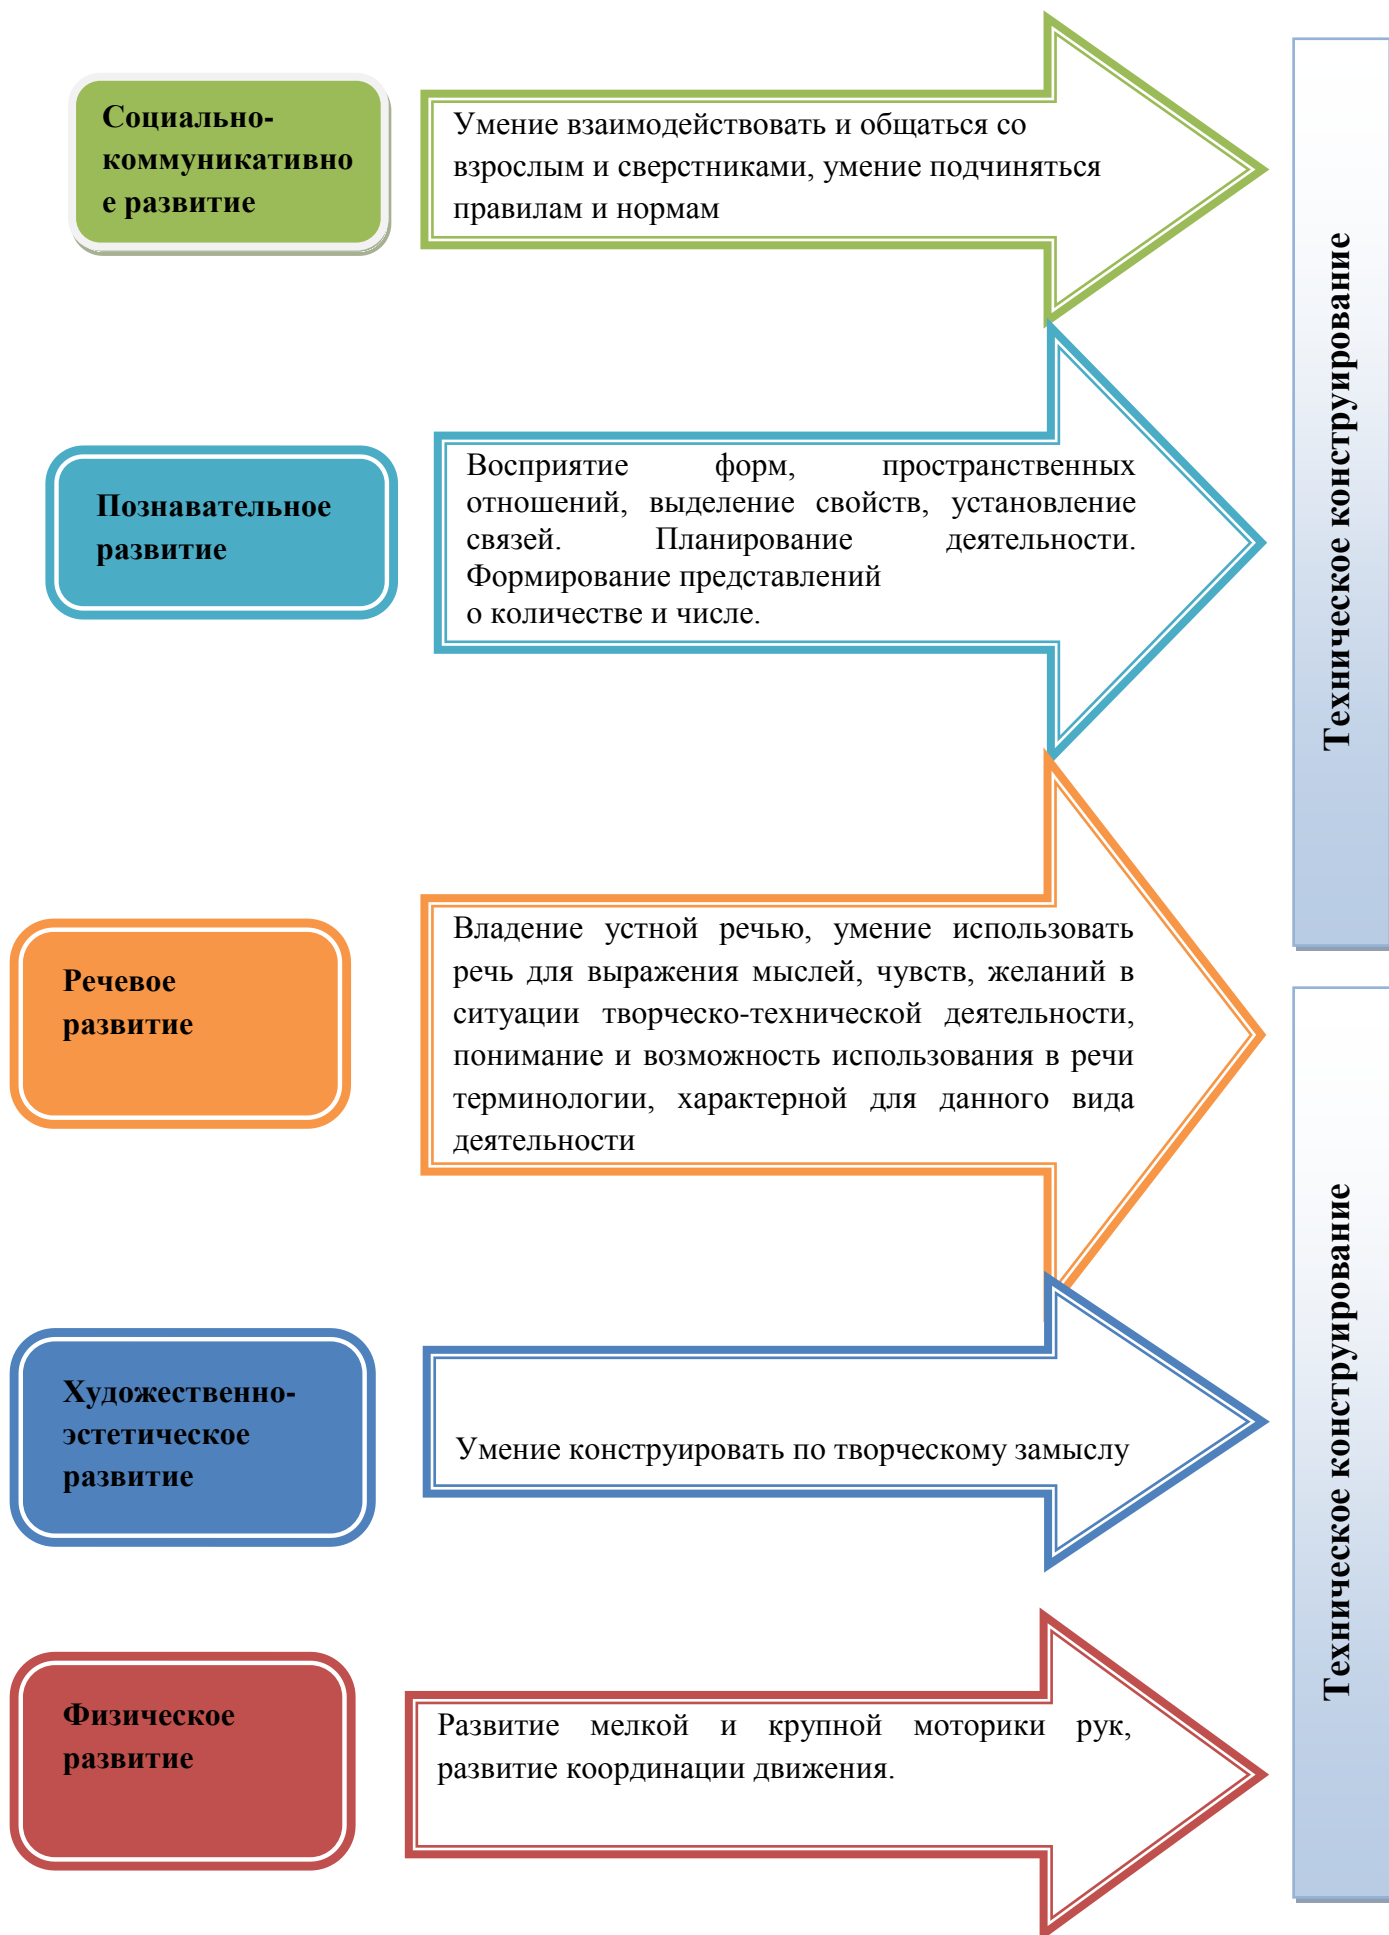 Социально-
коммуникативно
е развитие
Умение взаимодействовать и общаться со
взрослым и сверстниками, умение подчиняться
правилам и нормам
Познавательное
развитие
Восприятие форм, пространственных
отношений, выделение свойств, установление
связей. Планирование деятельности.
Формирование представлений
о количестве и числе.
Техническое конструирование
Речевое
развитие
Владение устной речью, умение использовать
речь для выражения мыслей, чувств, желаний в
ситуации творческо-технической деятельности,
понимание и возможность использования в речи
терминологии, характерной для данного вида
деятельности
Художественно-
эстетическое
развитие
Умение конструировать по творческому замыслу
Физическое
развитие
Развитие мелкой и крупной моторики рук,
развитие координации движения.
Техническое конструирование